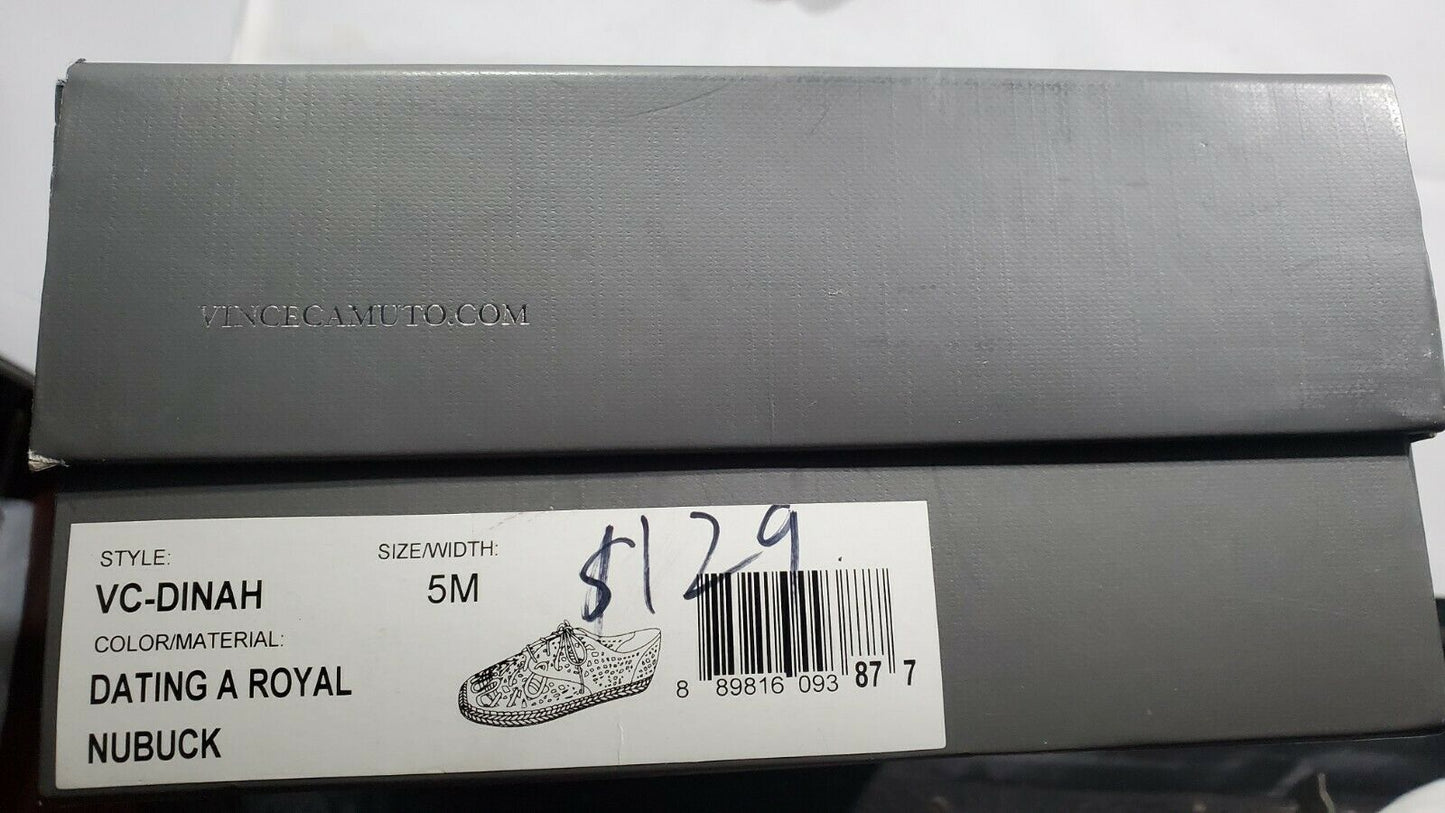 VINCECAMUTO.COM
STYLE:
VC-DINAH
SIZE/WIDTH:
5M
$129
COLOR/MATERIAL:
DATING A ROYAL
NUBUCK
8 89816 093 87 7